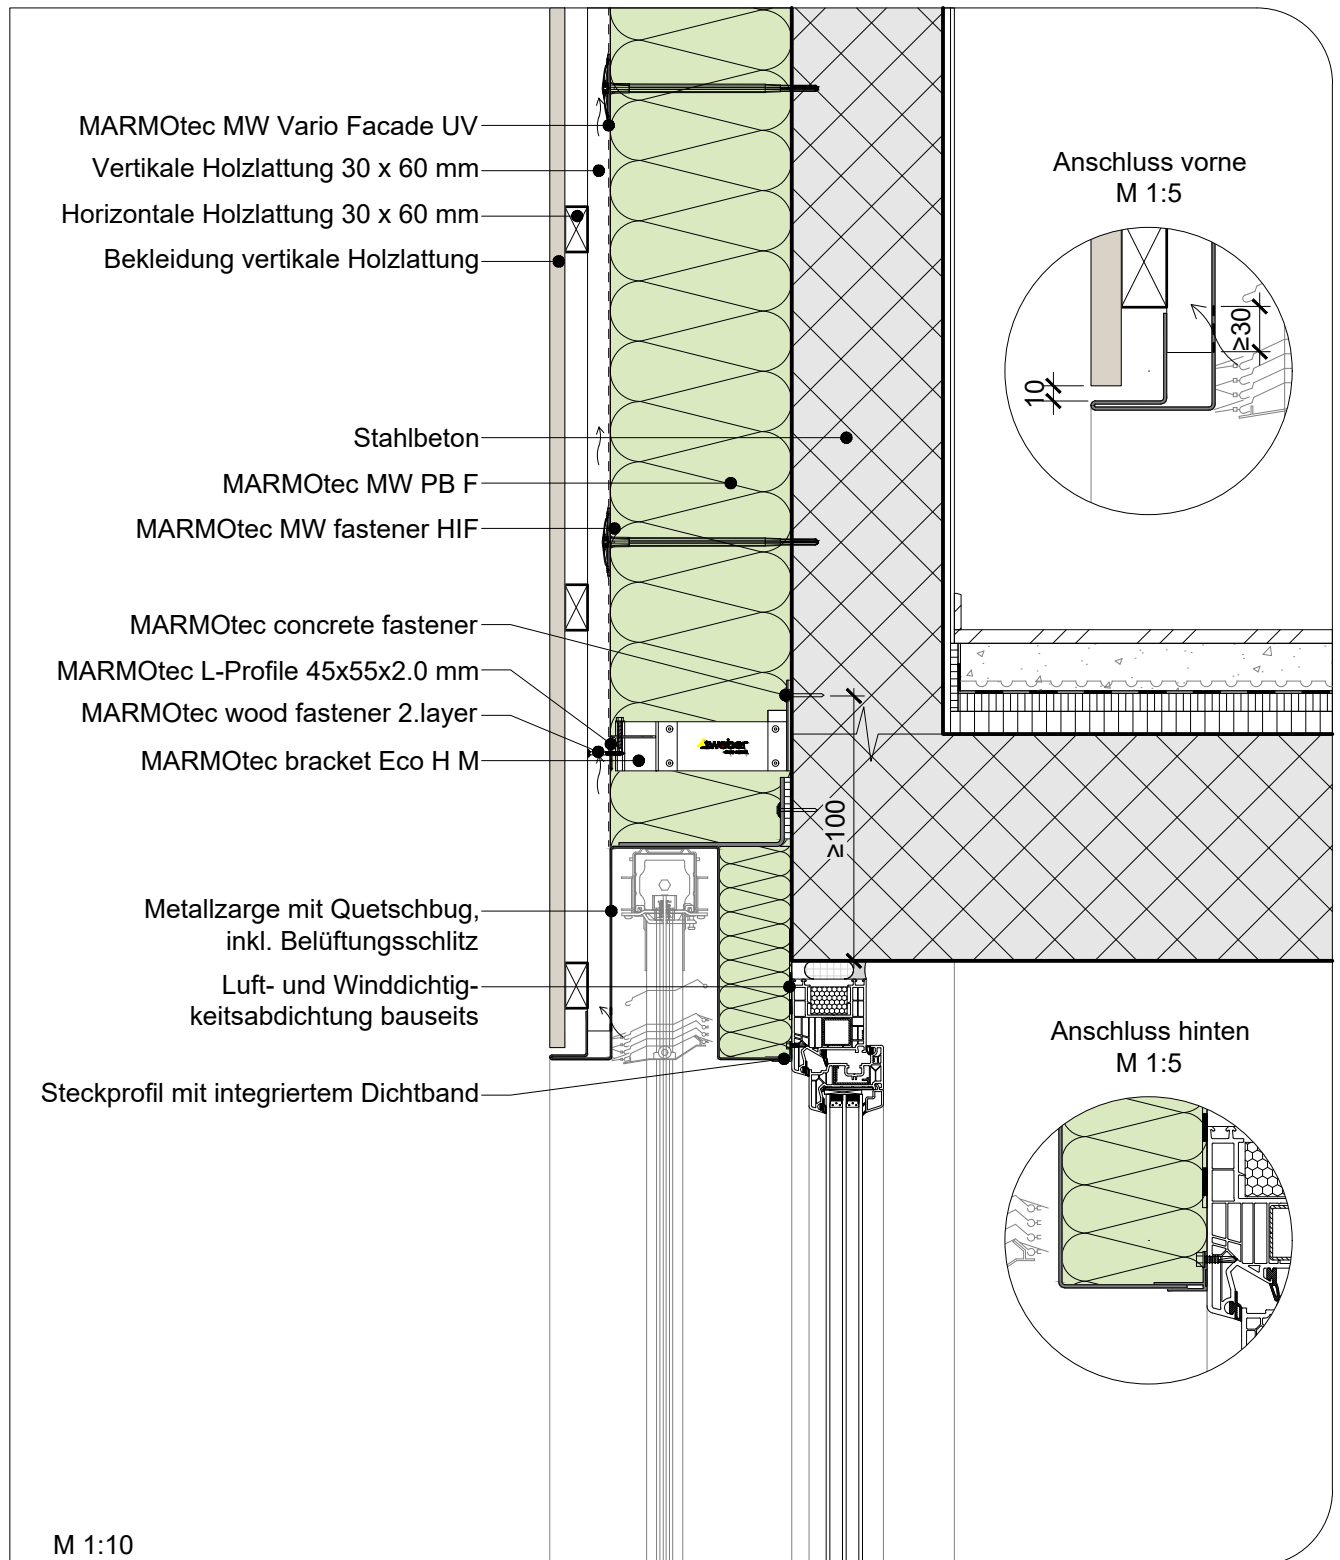 MARMOtec MW Vario Facade UV
Vertikale Holzlattung 30 x 60 mm
Horizontale Holzlattung 30 x 60 mm
Bekleidung vertikale Holzlattung
Stahlbeton
MARMOtec MW PB F
MARMOtec MW fastener HIF
MARMOtec concrete fastener
MARMOtec L-Profile 45x55x2.0 mm
MARMOtec wood fastener 2.layer
MARMOtec bracket Eco H M
Metallzarge mit Quetschbug,
inkl. Belüftungsschlitz
Luft- und Winddichtig-
keitsabdichtung bauseits
Steckprofil mit integriertem Dichtband
weber
≥100
Anschluss vorne
M 1:5
≥30
10
Anschluss hinten
M 1:5
M 1:10